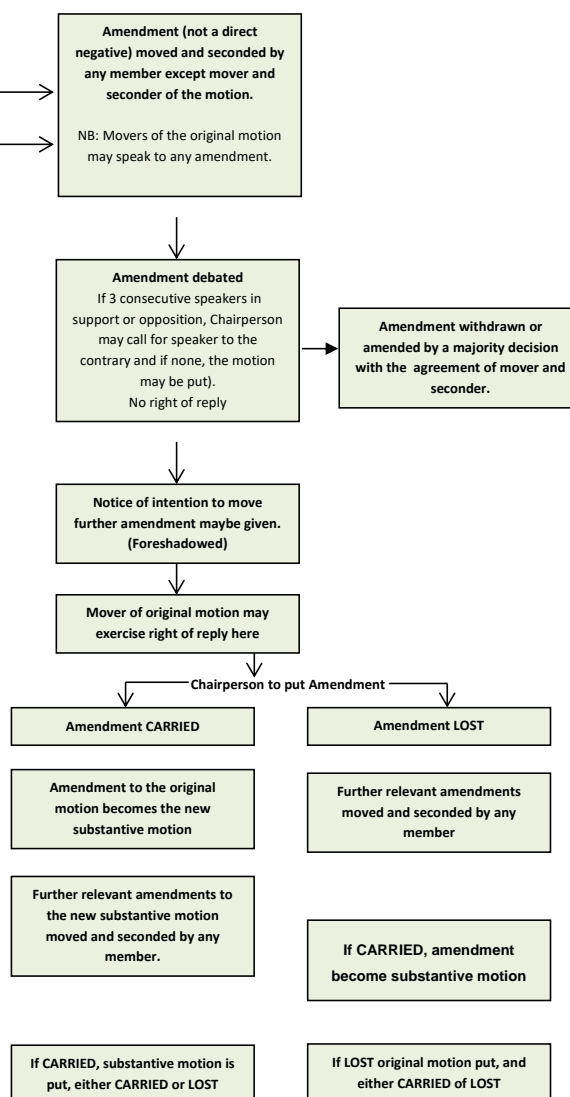 Amendment (not a direct
negative) moved and seconded by
any member except mover and
seconder of the motion.
NB: Movers of the original motion
may speak to any amendment.
Amendment debated
If 3 consecutive speakers in
support or opposition, Chairperson
may call for speaker to the
contrary and if none, the motion
may be put).
No right of reply
Amendment withdrawn or
amended by a majority decision
with the agreement of mover and
seconder.
Notice of intention to move
further amendment maybe given.
(Foreshadowed)
Mover of original motion may
exercise right of reply here
Chairperson to put Amendment
Amendment CARRIED
Amendment to the original
motion becomes the new
substantive motion
Further relevant amendments to
the new substantive motion
moved and seconded by any
member.
If CARRIED, substantive motion is
put, either CARRIED or LOST
Amendment LOST
Further relevant amendments
moved and seconded by any
member
If CARRIED, amendment
become substantive motion
If LOST original motion put, and
either CARRIED of LOST